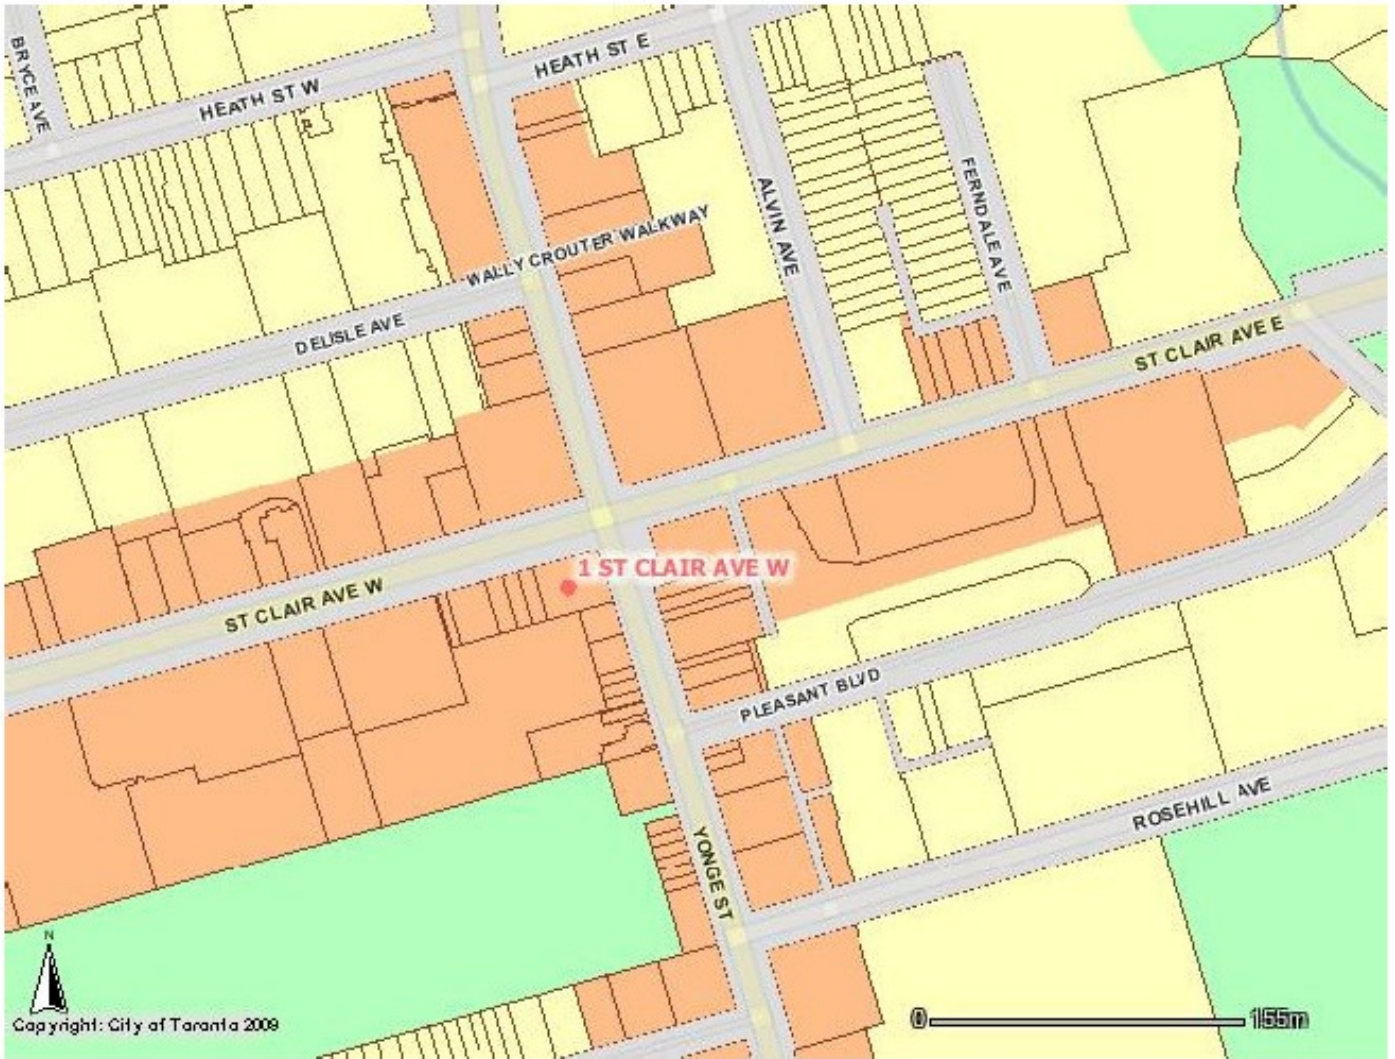 BRYCE AVE
HEATH ST W
HEATH ST E
ALVIN AVE
FERNDALE AVE
WALLY CROUTER WALKWAY
DELISLE AVE
ST CLAIR AVE E
1 ST CLAIR AVE W
ST CLAIR AVE W
PLEASANT BLVD
ROSEHILL AVE
YONGE ST
N
Copyright: City of Toronto 2009
0 155m